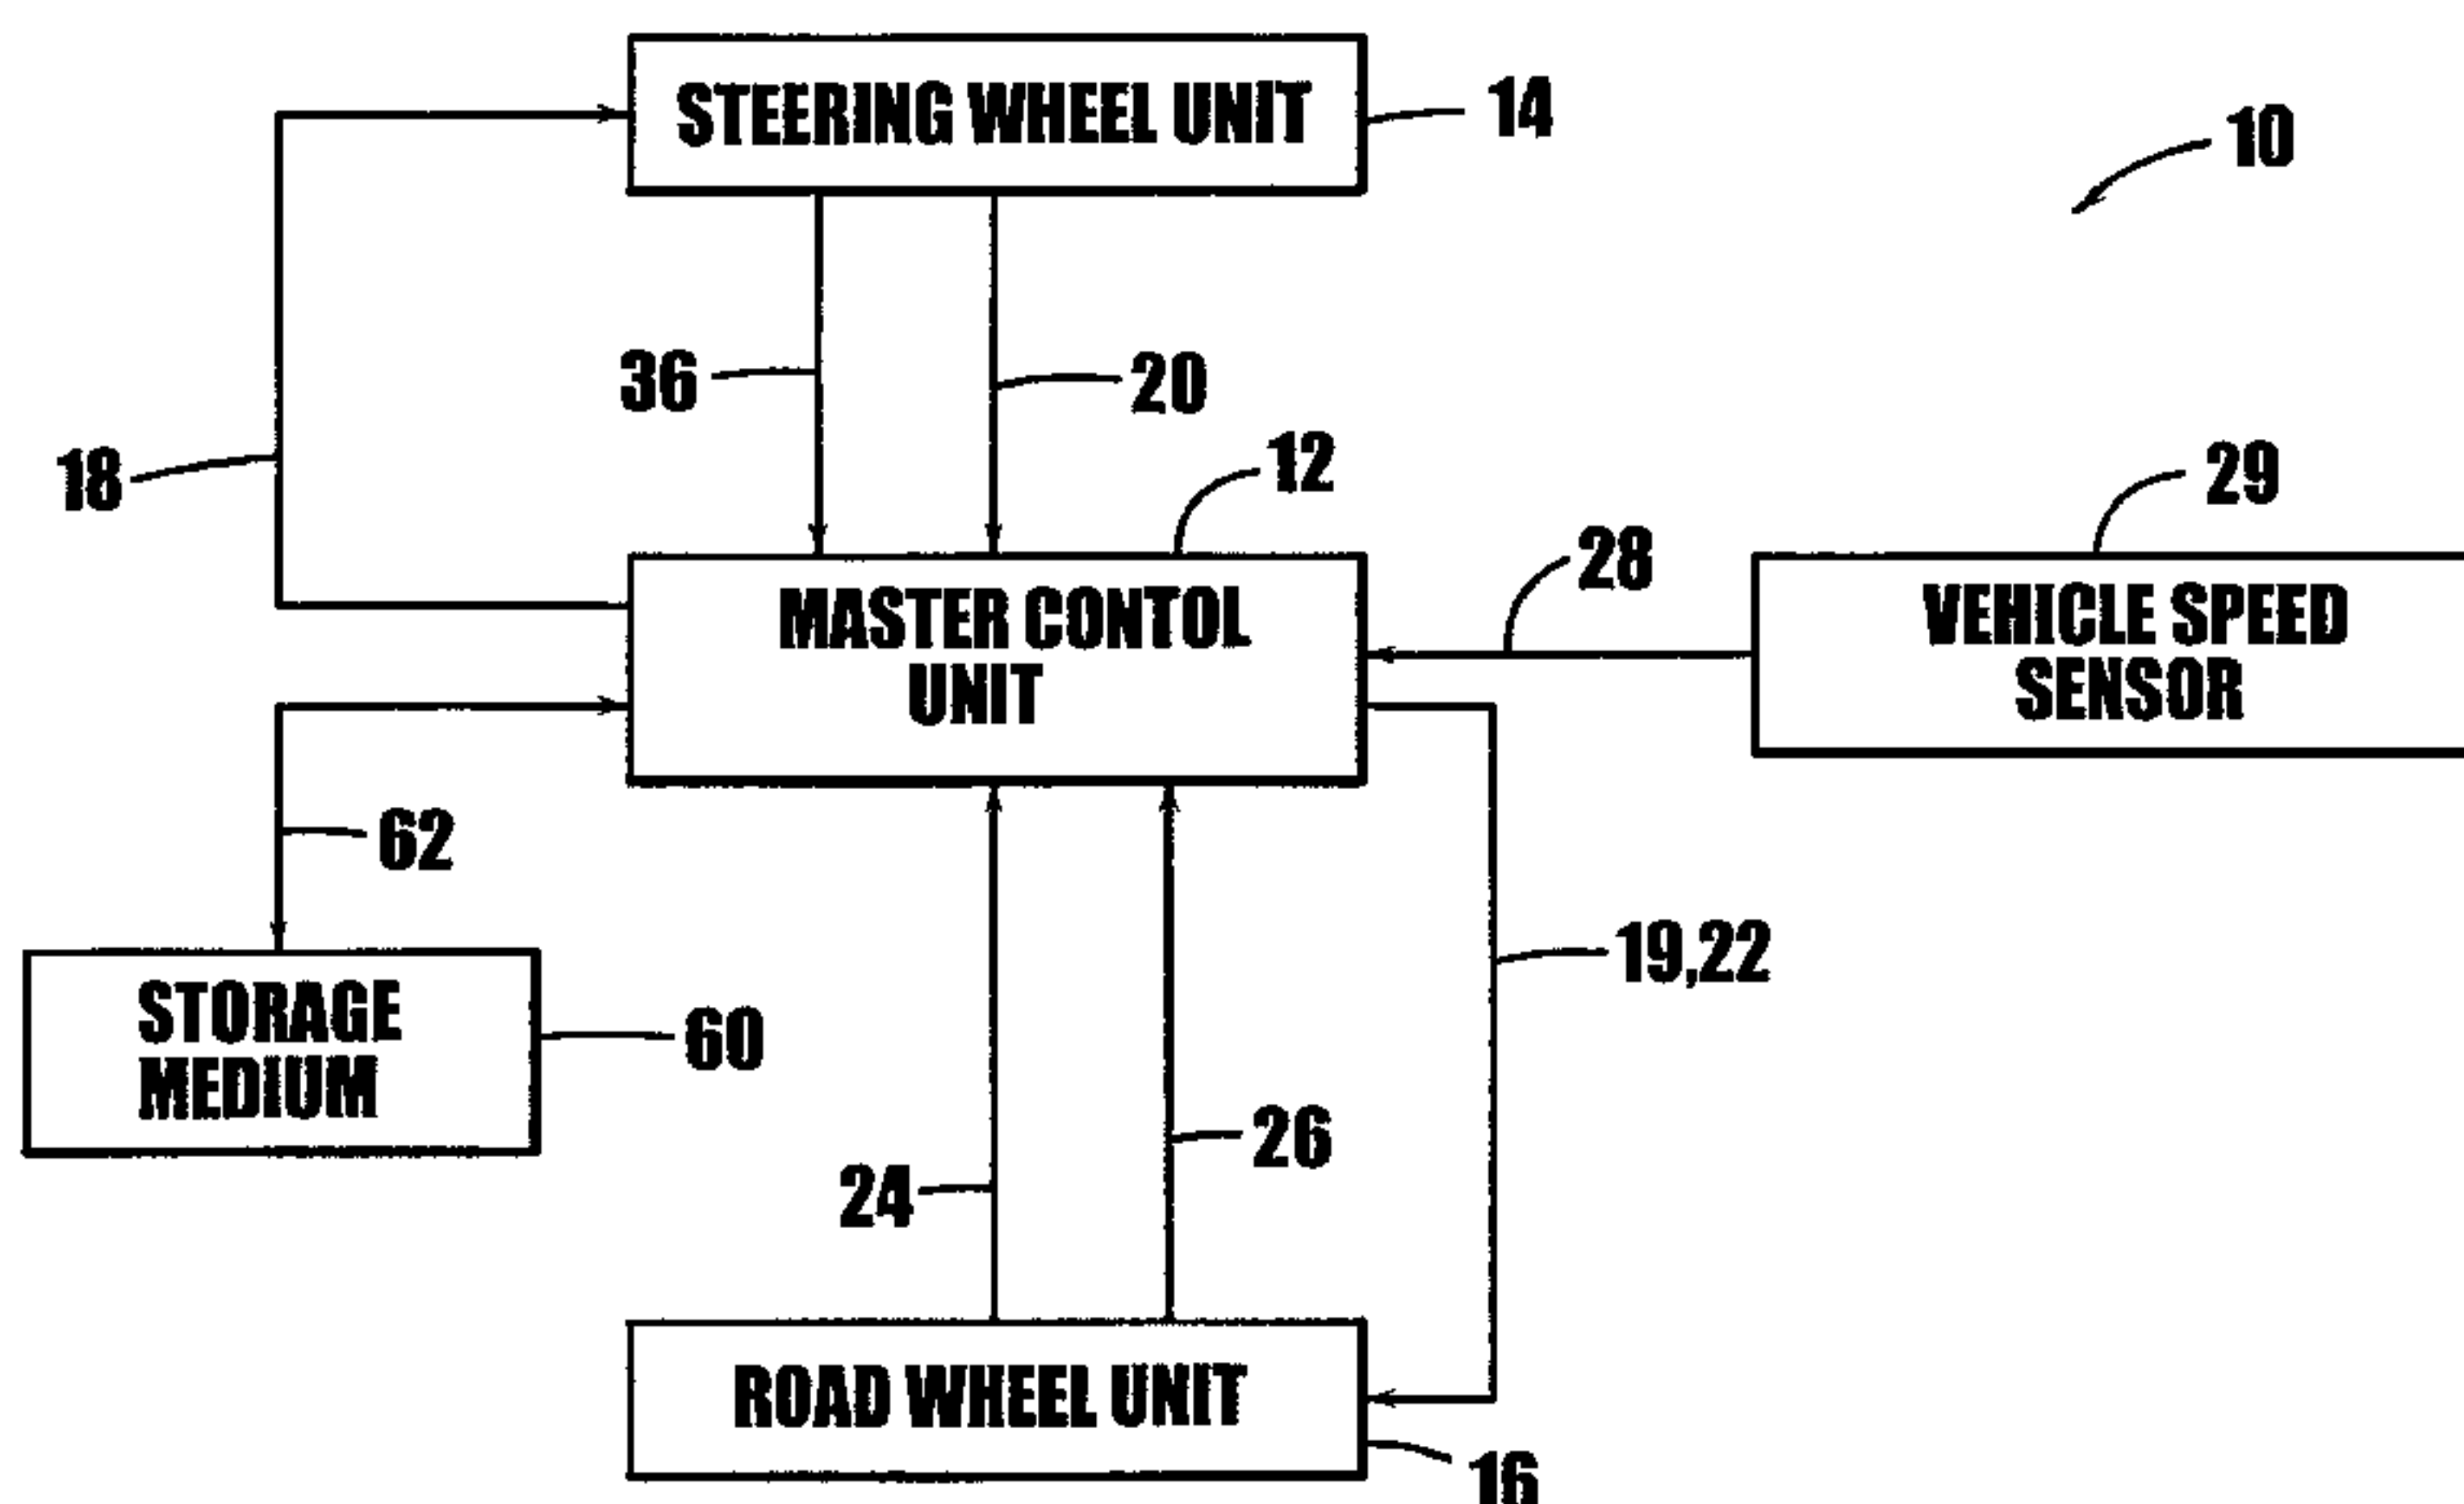 STEERING WHEEL UNIT
14
10
36
20
18
12
28
29
MASTER CONTOL
UNIT
VEHICLE SPEED
SENSOR
62
19,22
STORAGE
MEDIUM
60
26
24
ROAD WHEEL UNIT
16